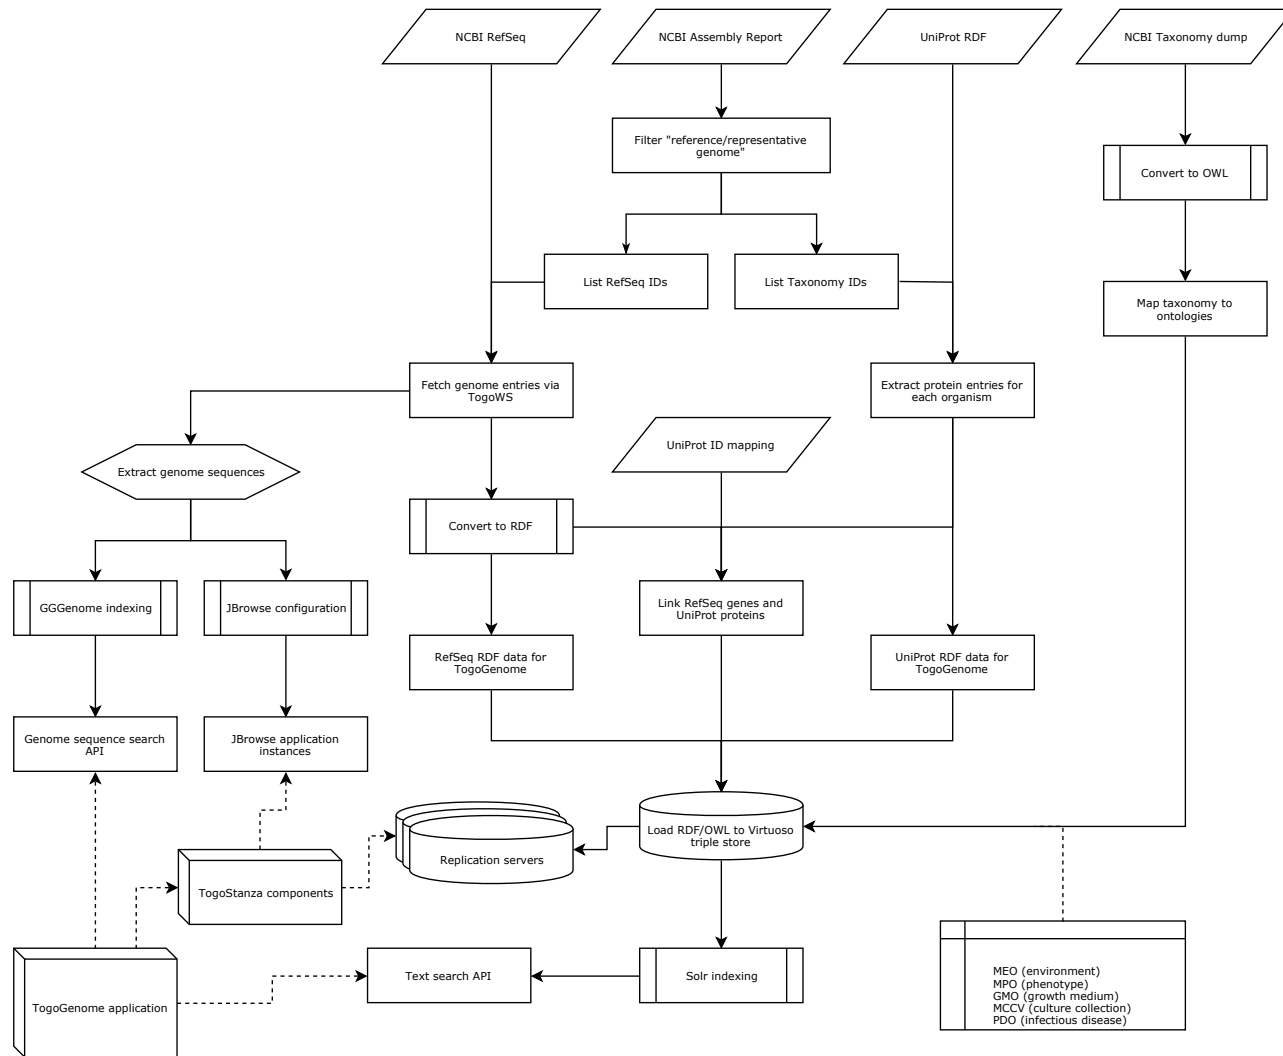 NCBI RefSeq
NCBI Assembly Report
UniProt RDF
NCBI Taxonomy dump
Filter "reference/representative
genome"
Convert to OWL
List RefSeq IDs
List Taxonomy IDs
Map taxonomy to
ontologies
Fetch genome entries via
TogoWS
Extract protein entries for
each organism
UniProt ID mapping
Extract genome sequences
Convert to RDF
GGGenome indexing
JBrowse configuration
Link RefSeq genes and
UniProt proteins
RefSeq RDF data for
TogoGenome
UniProt RDF data for
TogoGenome
Genome sequence search
API
JBrowse application
instances
Load RDF/OWL to Virtuoso
triple store
Replication servers
TogoStanza components
Text search API
Solr indexing
TogoGenome application
MEO (environment)
MPO (phenotype)
GMO (growth medium)
MCCV (culture collection)
PDO (infectious disease)